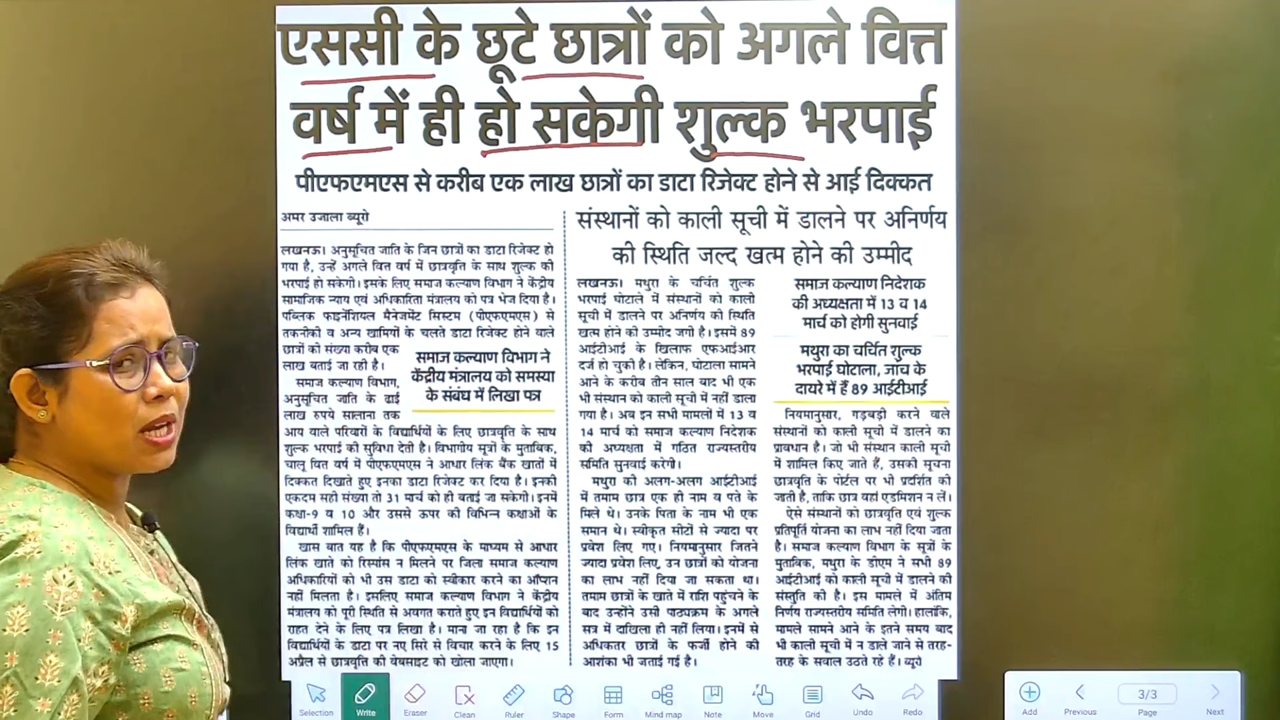 एससी के छूटे छात्रों को अगले वित्त
वर्ष में ही हो सकेगी शुल्क भरपाई
पीएफएमएस से करीब एक लाख छात्रों का डाटा रिजेक्ट होने से आई दिक्कत
अमर उजाला ब्यूरो
लखनऊ। अनुसूचित जाति के जिन छात्रों का डाटा रिजेक्ट हो
गया है, उन्हें अगले वित्त वर्ष में छात्रवृत्ति के साथ शुल्क की
भरपाई हो सकेगी। इसके लिए समाज कल्याण विभाग ने केंद्रीय
सामाजिक न्याय एवं अधिकारिता मंत्रालय को पत्र भेज दिया है।
पब्लिक फाइनेंशियल मैनेजमेंट सिस्टम (पीएफएमएस) से
तकनीकी व अन्य खामियों के चलते डाटा रिजेक्ट होने वाले
छात्रों की संख्या करीब एक
लाख बताई जा रही है।
समाज कल्याण विभाग,
अनुसूचित जाति के ढाई
लाख रुपये सालाना तक
आय वाले परिवारों के विद्यार्थियों के लिए छात्रवृत्ति के साथ
शुल्क भरपाई की सुविधा देती है। विभागीय सूत्रों के मुताबिक,
चालू वित्त वर्ष में पीएफएमएस ने आधार लिंक बैंक खातों में
दिक्कत दिखाते हुए इनका डाटा रिजेक्ट कर दिया है। इनकी
एकदम सही संख्या तो 31 मार्च को ही बताई जा सकेगी। इनमें
कक्षा-9 व 10 और उससे ऊपर की विभिन्न कक्षाओं के
विद्यार्थी शामिल हैं।
खास बात यह है कि पीएफएमएस के माध्यम से आधार
लिंक खाते को रिस्पांस न मिलने पर जिला समाज कल्याण
अधिकारियों को भी उस डाटा को स्वीकार करने का ऑप्शन
नहीं मिलता है। इसलिए समाज कल्याण विभाग ने केंद्रीय
मंत्रालय को पूरी स्थिति से अवगत कराते हुए इन विद्यार्थियों को
राहत देने के लिए पत्र लिखा है। माना जा रहा है कि इन
विद्यार्थियों के डाटा पर नए सिरे से विचार करने के लिए 15
अप्रैल से छात्रवृत्ति की वेबसाइट को खोला जाएगा।
समाज कल्याण विभाग ने
केंद्रीय मंत्रालय को समस्या
के संबंध में लिखा पत्र
संस्थानों को काली सूची में डालने पर अनिर्णय
की स्थिति जल्द खत्म होने की उम्मीद
लखनऊ। मथुरा के चर्चित शुल्क
भरपाई घोटाले में संस्थानों को काली
सूची में डालने पर अनिर्णय की स्थिति
खत्म होने की उम्मीद जगी है। इसमें 89
आईटीआई के खिलाफ एफआईआर
दर्ज हो चुकी है। लेकिन, घोटाला सामने
आने के करीब तीन साल बाद भी एक
भी संस्थान को काली सूची में नहीं डाला
गया है। अब इन सभी मामलों में 13 व
14 मार्च को समाज कल्याण निदेशक
की अध्यक्षता में गठित राज्यस्तरीय
समिति सुनवाई करेगी।
मथुरा की अलग-अलग आईटीआई
में तमाम छात्र एक ही नाम व पते के
मिले थे। उनके पिता के नाम भी एक
समान थे। स्वीकृत सीटों से ज्यादा पर
प्रवेश लिए गए। नियमानुसार जितने
ज्यादा प्रवेश लिए, उन छात्रों को योजना
का लाभ नहीं दिया जा सकता था।
तमाम छात्रों के खाते में राशि पहुंचने के
बाद उन्होंने उसी पाठ्यक्रम के अगले
सत्र में दाखिला ही नहीं लिया। इनमें से
अधिकतर छात्रों के फर्जी होने की
आशंका भी जताई गई है।
समाज कल्याण निदेशक
की अध्यक्षता में 13 व 14
मार्च को होगी सुनवाई
मथुरा का चर्चित शुल्क
भरपाई घोटाला, जांच के
दायरे में हैं 89 आईटीआई
नियमानुसार, गड़बड़ी करने वाले
संस्थानों को काली सूची में डालने का
प्रावधान है। जो भी संस्थान काली सूची
में शामिल किए जाते हैं, उसकी सूचना
छात्रवृत्ति के पोर्टल पर भी प्रदर्शित की
जाती है, ताकि छात्र वहां एडमिशन न लें।
ऐसे संस्थानों को छात्रवृत्ति एवं शुल्क
प्रतिपूर्ति योजना का लाभ नहीं दिया जाता
है। समाज कल्याण विभाग के सूत्रों के
मुताबिक, मथुरा के डीएम ने सभी 89
आईटीआई को काली सूची में डालने की
संस्तुति की है। इस मामले में अंतिम
निर्णय राज्यस्तरीय समिति लेगी। हालांकि,
मामले सामने आने के इतने समय बाद
भी काली सूची में न डाले जाने से तरह-
तरह के सवाल उठते रहे हैं। ब्यूरो
Selection Write Eraser Clean Ruler Shape Form Mind map Note Move Grid Undo Redo
3/3
Add Previous Page Next